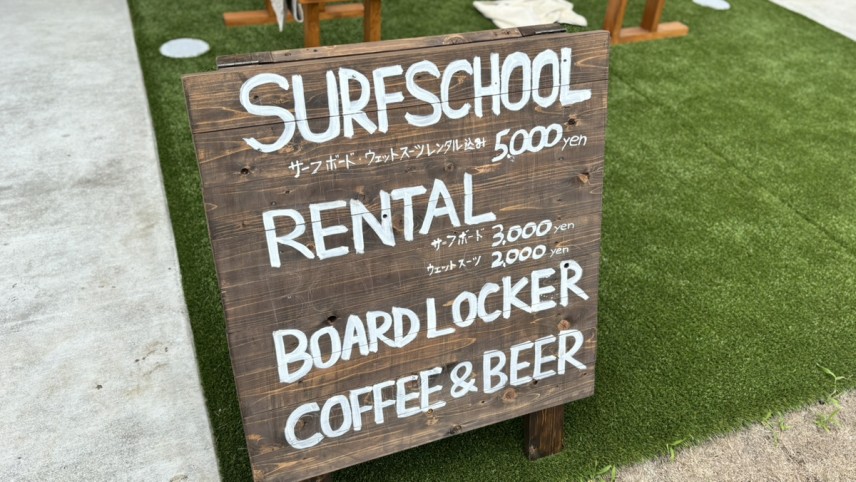 SURFSCHOOL
サーフボード・ウェットスーツレンタル込み 5,000yen
RENTAL
サーフボード 3,000yen
ウェットスーツ 2,000yen
BOARD LOCKER
COFFEE & BEER